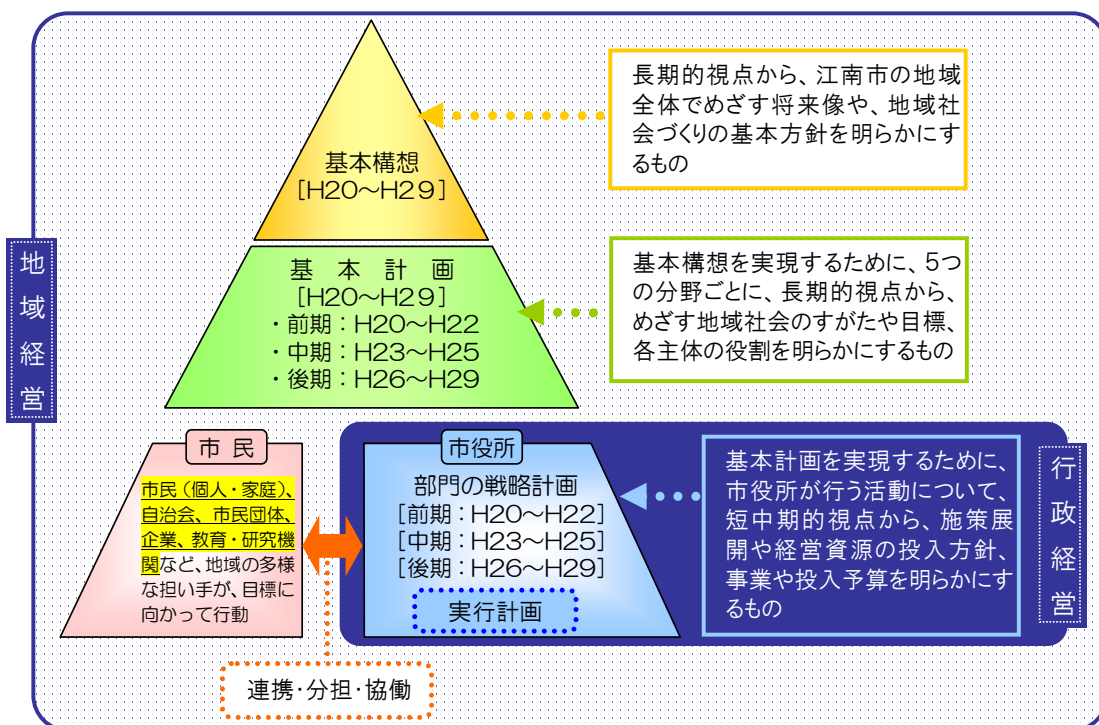 長期的視点から、江南市の地域
全体でめざす将来像や、地域社
会づくりの基本方針を明らかにす
るもの
基本構想
[H20～H29]
地域経営
基本計画
[H20～H29]
・前期：H20～H22
・中期：H23～H25
・後期：H26～H29
基本構想を実現するために、5つ
の分野ごとに、長期的視点から、
めざす地域社会のすがたや目標、
各主体の役割を明らかにするもの
市民
市民（個人・家庭）、
自治会、市民団体、
企業、教育・研究機
関など、地域の多様
な担い手が、目標に
向かって行動
市役所
部門の戦略計画
[前期：H20～H22]
[中期：H23～H25]
[後期：H26～H29]
実行計画
基本計画を実現するために、
市役所が行う活動について、
短中期的視点から、施策展
開や経営資源の投入方針、
事業や投入予算を明らかにす
るもの
行政経営
連携・分担・協働